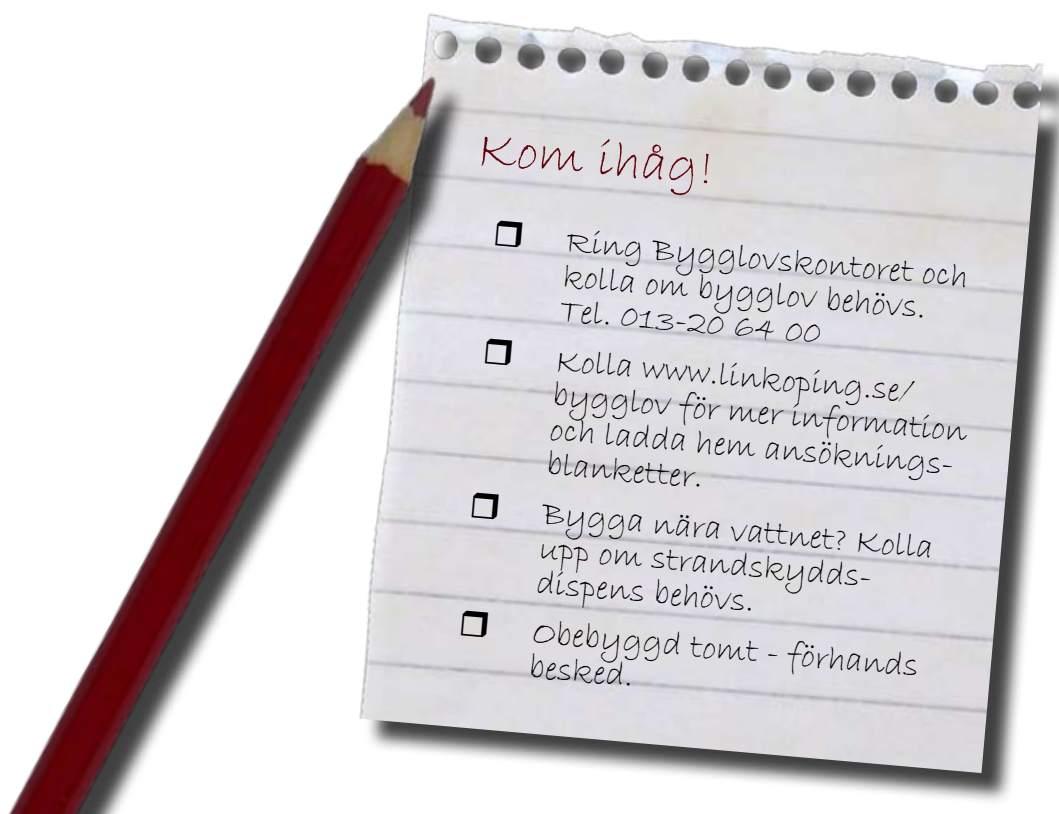 Kom ihåg!
Ring Bygglovskontoret och
kolla om bygglov behövs.
Tel. 013-20 64 00
Kolla www.linkoping.se/
bygglov för mer information
och ladda hem ansöknings-
blanketter.
Bygga nära vattnet? Kolla
upp om strandskydds-
dispens behövs.
Obebyggd tomt - förhands
besked.